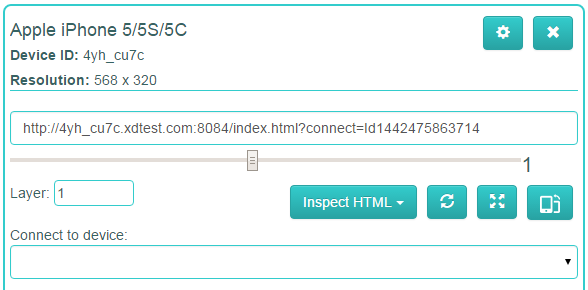 Apple iPhone 5/5S/5C
Device ID: 4yh_cu7c
Resolution: 568 x 320
http://4yh_cu7c.xdtest.com:8084/index.html?connect=Id1442475863714
1
Layer: 1
Inspect HTML
Connect to device: